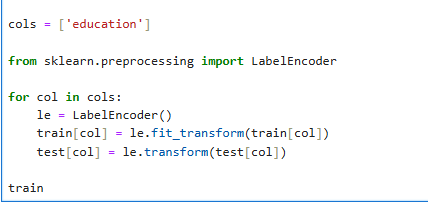 cols = ['education']
from sklearn.preprocessing import LabelEncoder
for col in cols:
    le = LabelEncoder()
    train[col] = le.fit_transform(train[col])
    test[col] = le.transform(test[col])
train